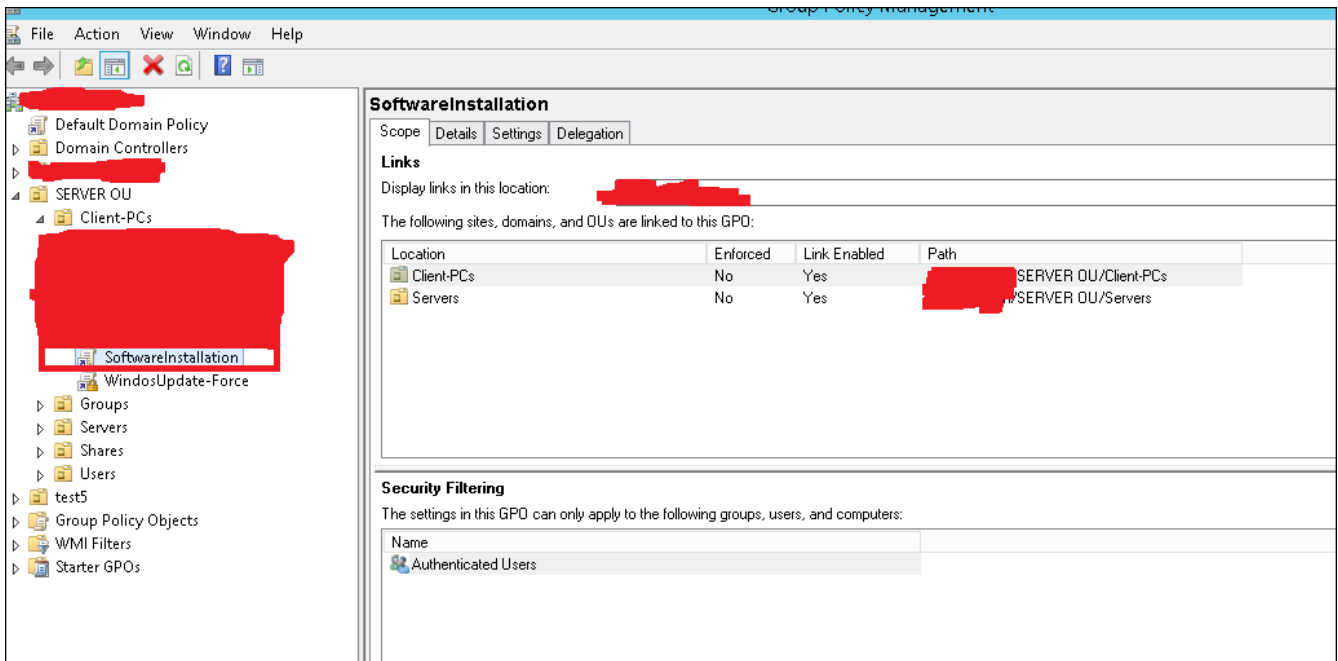 Group Policy Management
File Action View Window Help
Default Domain Policy
Domain Controllers
SERVER OU
Client-PCs
SoftwareInstallation
WindosUpdate-Force
Groups
Servers
Shares
Users
test5
Group Policy Objects
WMI Filters
Starter GPOs
SoftwareInstallation
Scope Details Settings Delegation
Links
Display links in this location:
The following sites, domains, and OUs are linked to this GPO:
Location Enforced Link Enabled Path
Client-PCs No Yes SERVER OU/Client-PCs
Servers No Yes /SERVER OU/Servers
Security Filtering
The settings in this GPO can only apply to the following groups, users, and computers:
Name
Authenticated Users